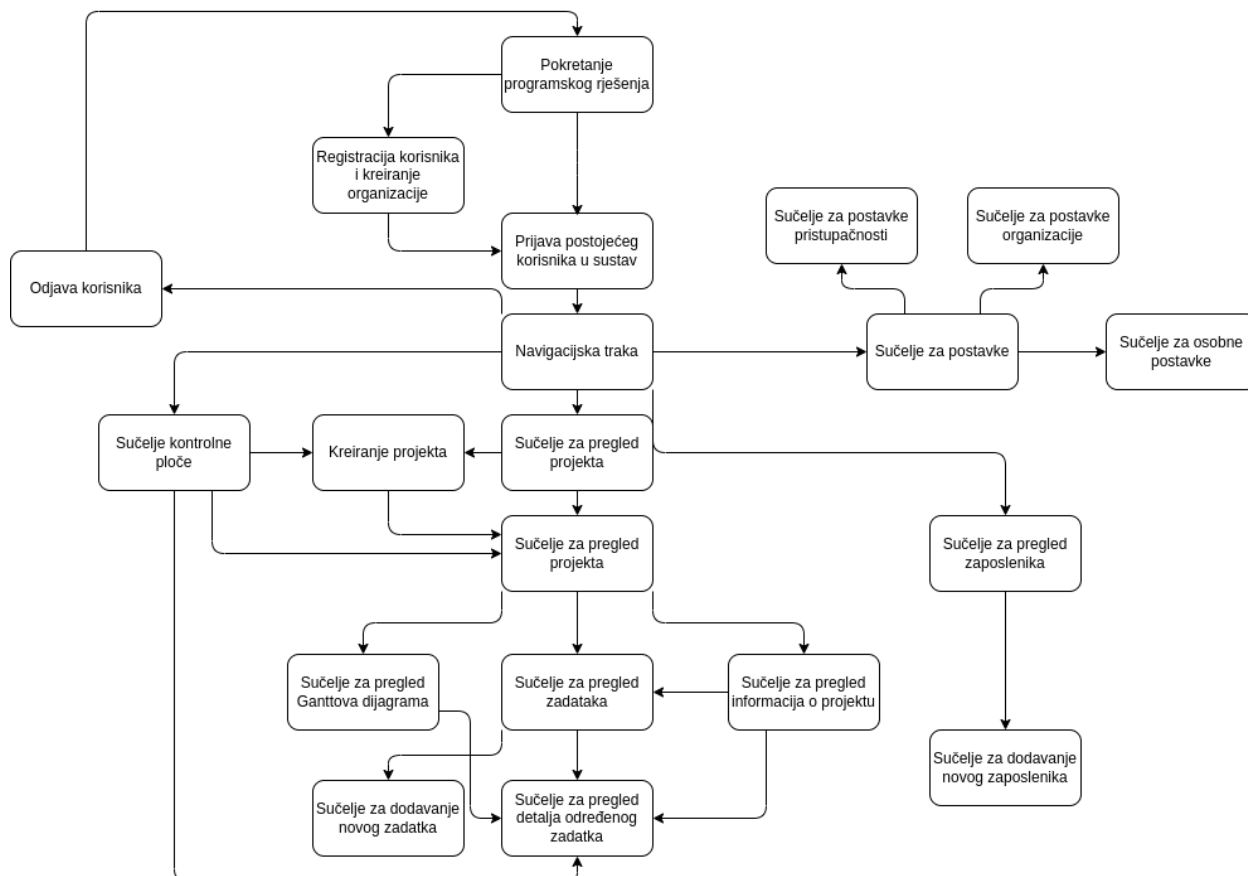 Pokretanje
programskog rješenja
Registracija korisnika
i kreiranje
organizacije
Sučelje za postavke
pristupačnosti
Sučelje za postavke
organizacije
Prijava postojećeg
korisnika u sustav
Odjava korisnika
Navigacijska traka
Sučelje za postavke
Sučelje za osobne
postavke
Sučelje kontrolne
ploče
Kreiranje projekta
Sučelje za pregled
projekta
Sučelje za pregled
projekta
Sučelje za pregled
zaposlenika
Sučelje za pregled
Ganttova dijagrama
Sučelje za pregled
zadataka
Sučelje za pregled
informacija o projektu
Sučelje za dodavanje
novog zaposlenika
Sučelje za dodavanje
novog zadatka
Sučelje za pregled
detalja određenog
zadatka